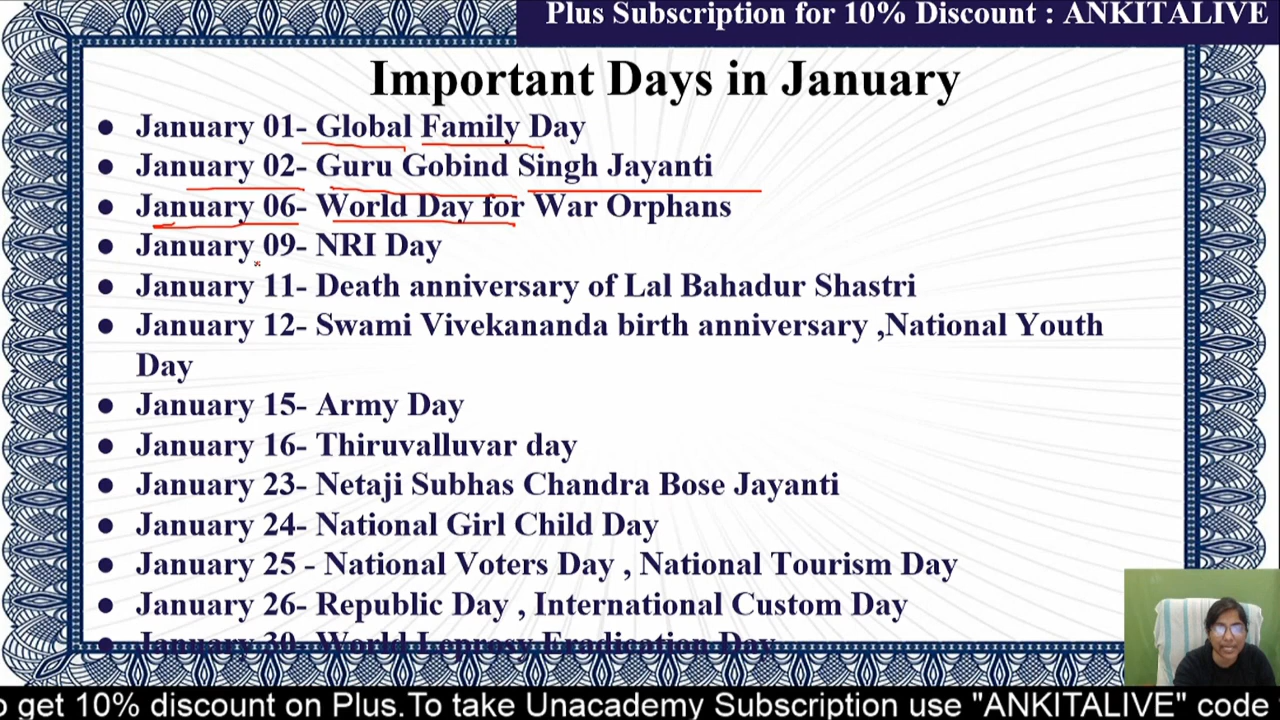 Plus Subscription for 10% Discount : ANKITALIVE
Important Days in January
● January 01- Global Family Day
● January 02- Guru Gobind Singh Jayanti
● January 06- World Day for War Orphans
● January 09- NRI Day
● January 11- Death anniversary of Lal Bahadur Shastri
● January 12- Swami Vivekananda birth anniversary ,National Youth
Day
● January 15- Army Day
● January 16- Thiruvalluvar day
● January 23- Netaji Subhas Chandra Bose Jayanti
● January 24- National Girl Child Day
● January 25 - National Voters Day , National Tourism Day
● January 26- Republic Day , International Custom Day
● January 30- World Leprosy Eradication Day
o get 10% discount on Plus.To take Unacademy Subscription use "ANKITALIVE" code